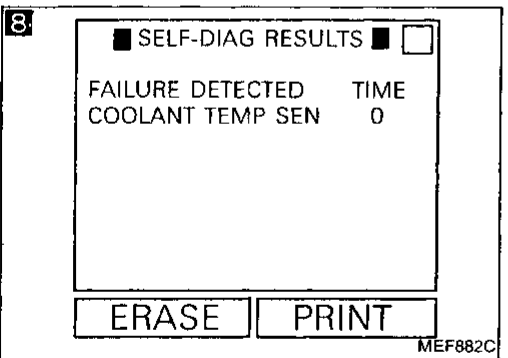 8
■ SELF-DIAG RESULTS ■ □
FAILURE DETECTED TIME
COOLANT TEMP SEN 0
ERASE PRINT
MEF882C